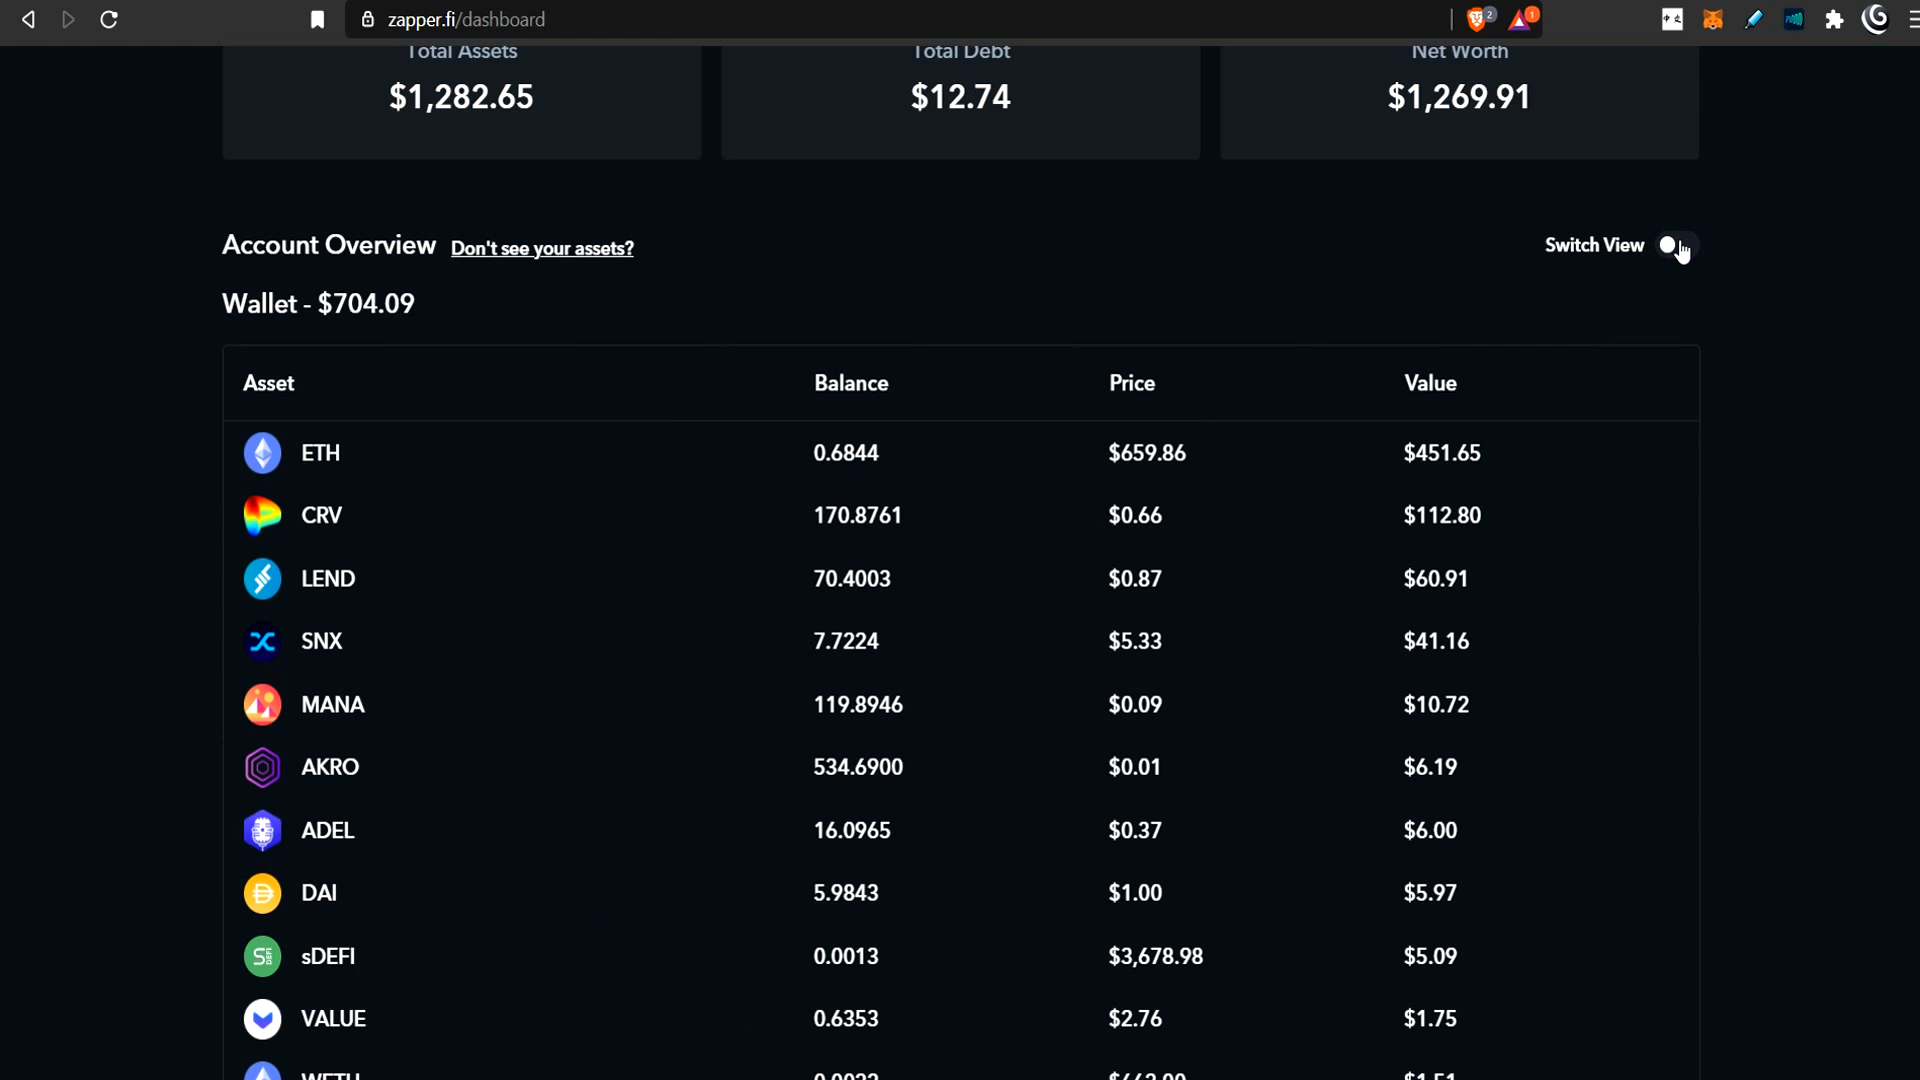 zapper.fi/dashboard
2
1
Total Assets Total Debt Net Worth
$1,282.65 $12.74 $1,269.91
Account Overview Don't see your assets? Switch View
Wallet - $704.09
Asset Balance Price Value
ETH 0.6844 $659.86 $451.65
CRV 170.8761 $0.66 $112.80
LEND 70.4003 $0.87 $60.91
SNX 7.7224 $5.33 $41.16
MANA 119.8946 $0.09 $10.72
AKRO 534.6900 $0.01 $6.19
ADEL 16.0965 $0.37 $6.00
DAI 5.9843 $1.00 $5.97
sDEFI 0.0013 $3,678.98 $5.09
VALUE 0.6353 $2.76 $1.75
WETH